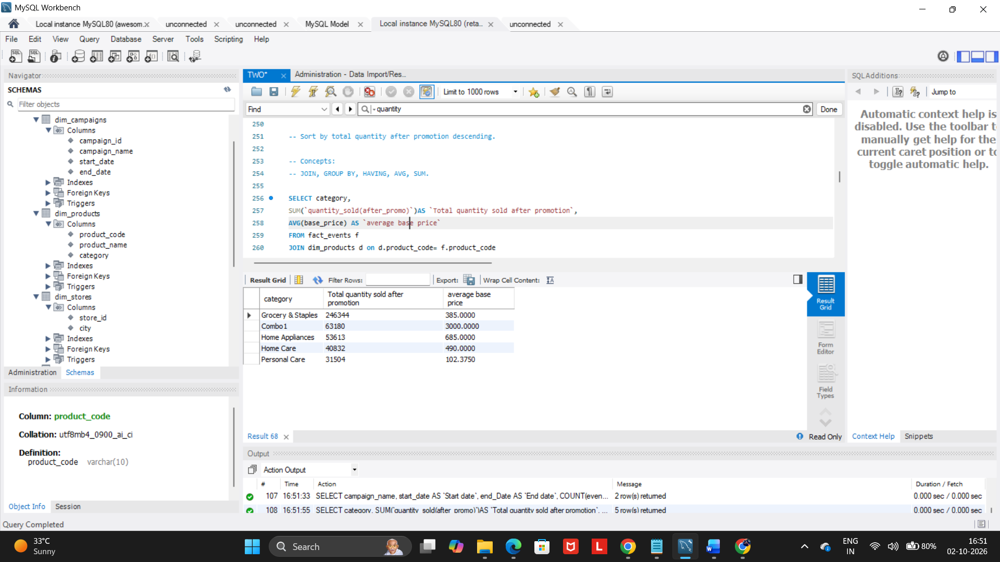 MySQL Workbench
Local instance MySQL80 (awesom...
unconnected
unconnected
MySQL Model
Local instance MySQL80 (reta...
unconnected
File Edit View Query Database Server Tools Scripting Help
Navigator
SCHEMAS
Filter objects
dim_campaigns
Columns
campaign_id
campaign_name
start_date
end_date
Indexes
Foreign Keys
Triggers
dim_products
Columns
product_code
product_name
category
Indexes
Foreign Keys
Triggers
dim_stores
Columns
store_id
city
Indexes
Foreign Keys
Triggers
Administration Schemas
Information
Column: product_code
Collation: utf8mb4_0900_ai_ci
Definition:
product_code varchar(10)
Object Info Session
Query Completed
TWO* Administration - Data Import/Res...
Limit to 1000 rows
Find quantity Done
250
251 -- Sort by total quantity after promotion descending.
252
253 -- Concepts:
254 -- JOIN, GROUP BY, HAVING, AVG, SUM.
255
256 SELECT category,
257 SUM(`quantity_sold(after_promo)`)AS `Total quantity sold after promotion`,
258 AVG(base_price) AS `average base price`
259 FROM fact_events f
260 JOIN dim_products d on d.product_code= f.product_code
Result Grid Filter Rows: Export: Wrap Cell Content:
category Total quantity sold after promotion average base price
Grocery & Staples 246344 385.0000
Combo1 63180 3000.0000
Home Appliances 53613 685.0000
Home Care 40832 490.0000
Personal Care 31504 102.3750
Result Grid
Form Editor
Field Types
Result 68
Read Only
Output
Action Output
# Time Action Message Duration / Fetch
107 16:51:33 SELECT campaign_name, start_date AS `Start date`, end_Date AS `End date`, COUNT(even... 2 row(s) returned 0.000 sec / 0.000 sec
108 16:51:55 SELECT category, SUM(`quantity_sold(after_promo)`)AS `Total quantity sold after promotion`, ... 5 row(s) returned 0.000 sec / 0.000 sec
SQLAdditions
Jump to
Automatic context help is
disabled. Use the toolbar t
manually get help for the
current caret position or to
toggle automatic help.
Context Help Snippets
33°C
Sunny
Search
ENG
IN
80%
16:51
02-10-2026